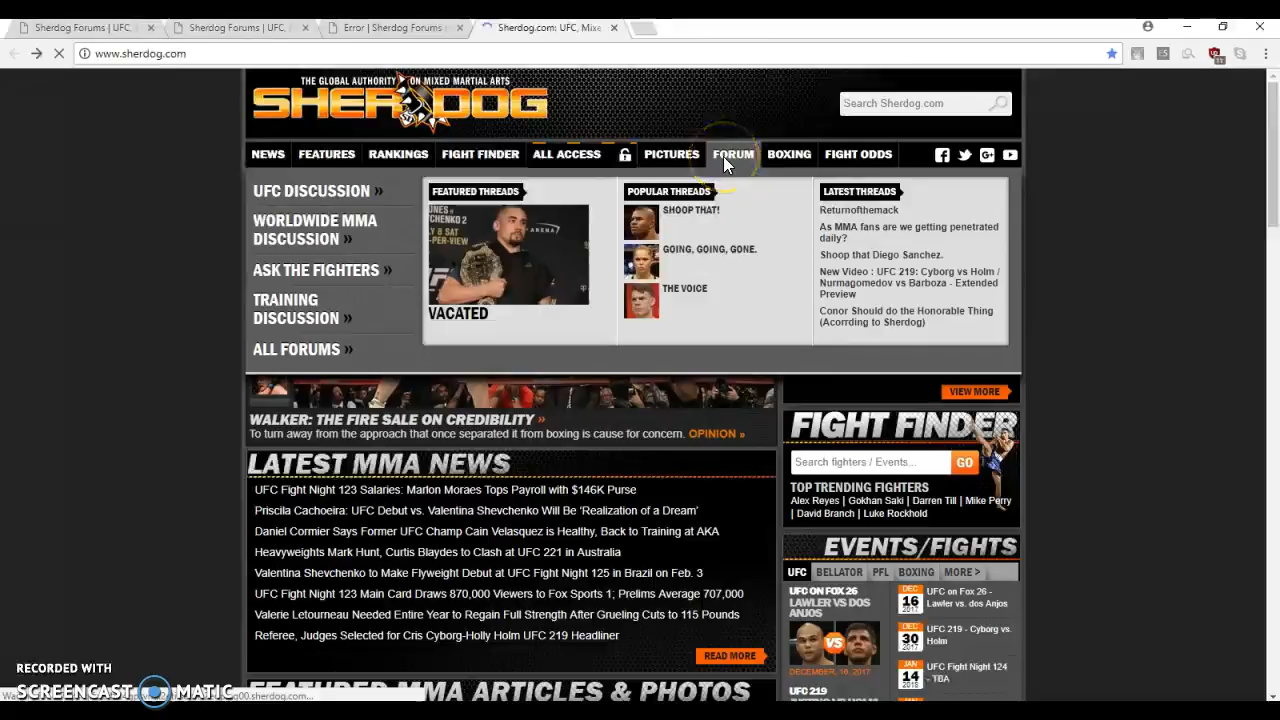 Sherdog Forums | UFC,
Sherdog Forums | UFC,
Error | Sherdog Forums
Sherdog.com: UFC, Mixe
www.sherdog.com
THE GLOBAL AUTHORITY ON MIXED MARTIAL ARTS
SHERDOG
Search Sherdog.com
NEWS FEATURES RANKINGS FIGHT FINDER ALL ACCESS PICTURES FORUM BOXING FIGHT ODDS
UFC DISCUSSION »
WORLDWIDE MMA
DISCUSSION »
ASK THE FIGHTERS »
TRAINING
DISCUSSION »
ALL FORUMS »
FEATURED THREADS
VACATED
POPULAR THREADS
SHOOP THAT!
GOING, GOING, GONE.
THE VOICE
LATEST THREADS
Returnofthemack
As MMA fans are we getting penetrated
daily?
Shoop that Diego Sanchez.
New Video : UFC 219: Cyborg vs Holm /
Nurmagomedov vs Barboza - Extended
Preview
Conor Should do the Honorable Thing
(Acorrding to Sherdog)
WALKER: THE FIRE SALE ON CREDIBILITY »
To turn away from the approach that once separated it from boxing is cause for concern. OPINION »
LATEST MMA NEWS
UFC Fight Night 123 Salaries: Marlon Moraes Tops Payroll with $146K Purse
Priscila Cachoeira: UFC Debut vs. Valentina Shevchenko Will Be 'Realization of a Dream'
Daniel Cormier Says Former UFC Champ Cain Velasquez is Healthy, Back to Training at AKA
Heavyweights Mark Hunt, Curtis Blaydes to Clash at UFC 221 in Australia
Valentina Shevchenko to Make Flyweight Debut at UFC Fight Night 125 in Brazil on Feb. 3
UFC Fight Night 123 Main Card Draws 870,000 Viewers to Fox Sports 1; Prelims Average 707,000
Valerie Letourneau Needed Entire Year to Regain Full Strength After Grueling Cuts to 115 Pounds
Referee, Judges Selected for Cris Cyborg-Holly Holm UFC 219 Headliner
READ MORE
FEATURED MMA ARTICLES & PHOTOS
VIEW MORE
FIGHT FINDER
Search fighters / Events... GO
TOP TRENDING FIGHTERS
Alex Reyes | Gokhan Saki | Darren Till | Mike Perry
| David Branch | Luke Rockhold
EVENTS/FIGHTS
UFC BELLATOR PFL BOXING MORE >
UFC ON FOX 26
LAWLER VS DOS
ANJOS
VS
DECEMBER, 16, 2017
UFC 219
DEC
16
2017
UFC on Fox 26 -
Lawler vs. dos Anjos
DEC
30
2017
UFC 219 - Cyborg vs.
Holm
JAN
14
2018
UFC Fight Night 124
- TBA
RECORDED WITH
SCREENCAST MATIC